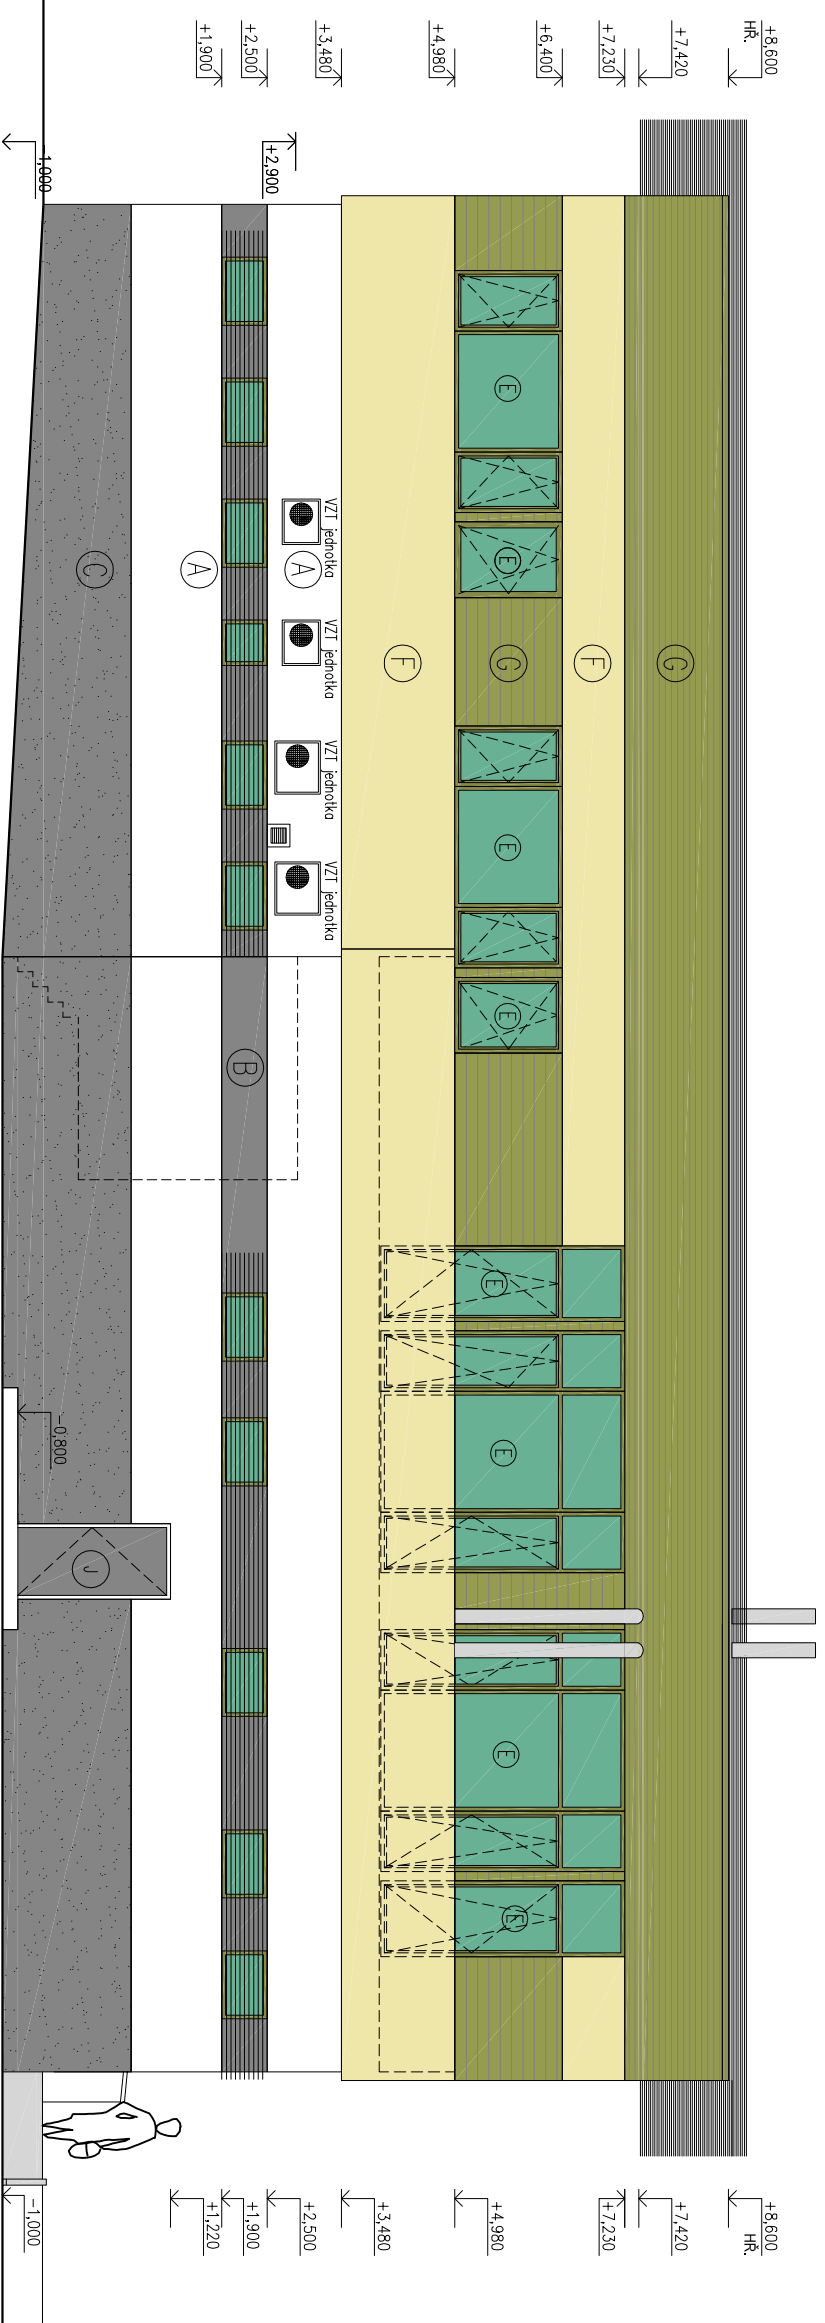 +8,600
HŘ.
+7,420
+7,230
+6,400
+4,980
+3,480
+2,500
+1,900
+2,900
-1,000
E
E
E
E
G
F
G
F
VZT jednotka
VZT jednotka
VZT jednotka
VZT jednotka
A
A
C
B
E
E
E
E
-0,800
J
+8,600
HŘ.
+7,420
+7,230
+4,980
+3,480
+2,500
+1,900
+1,220
-1,000